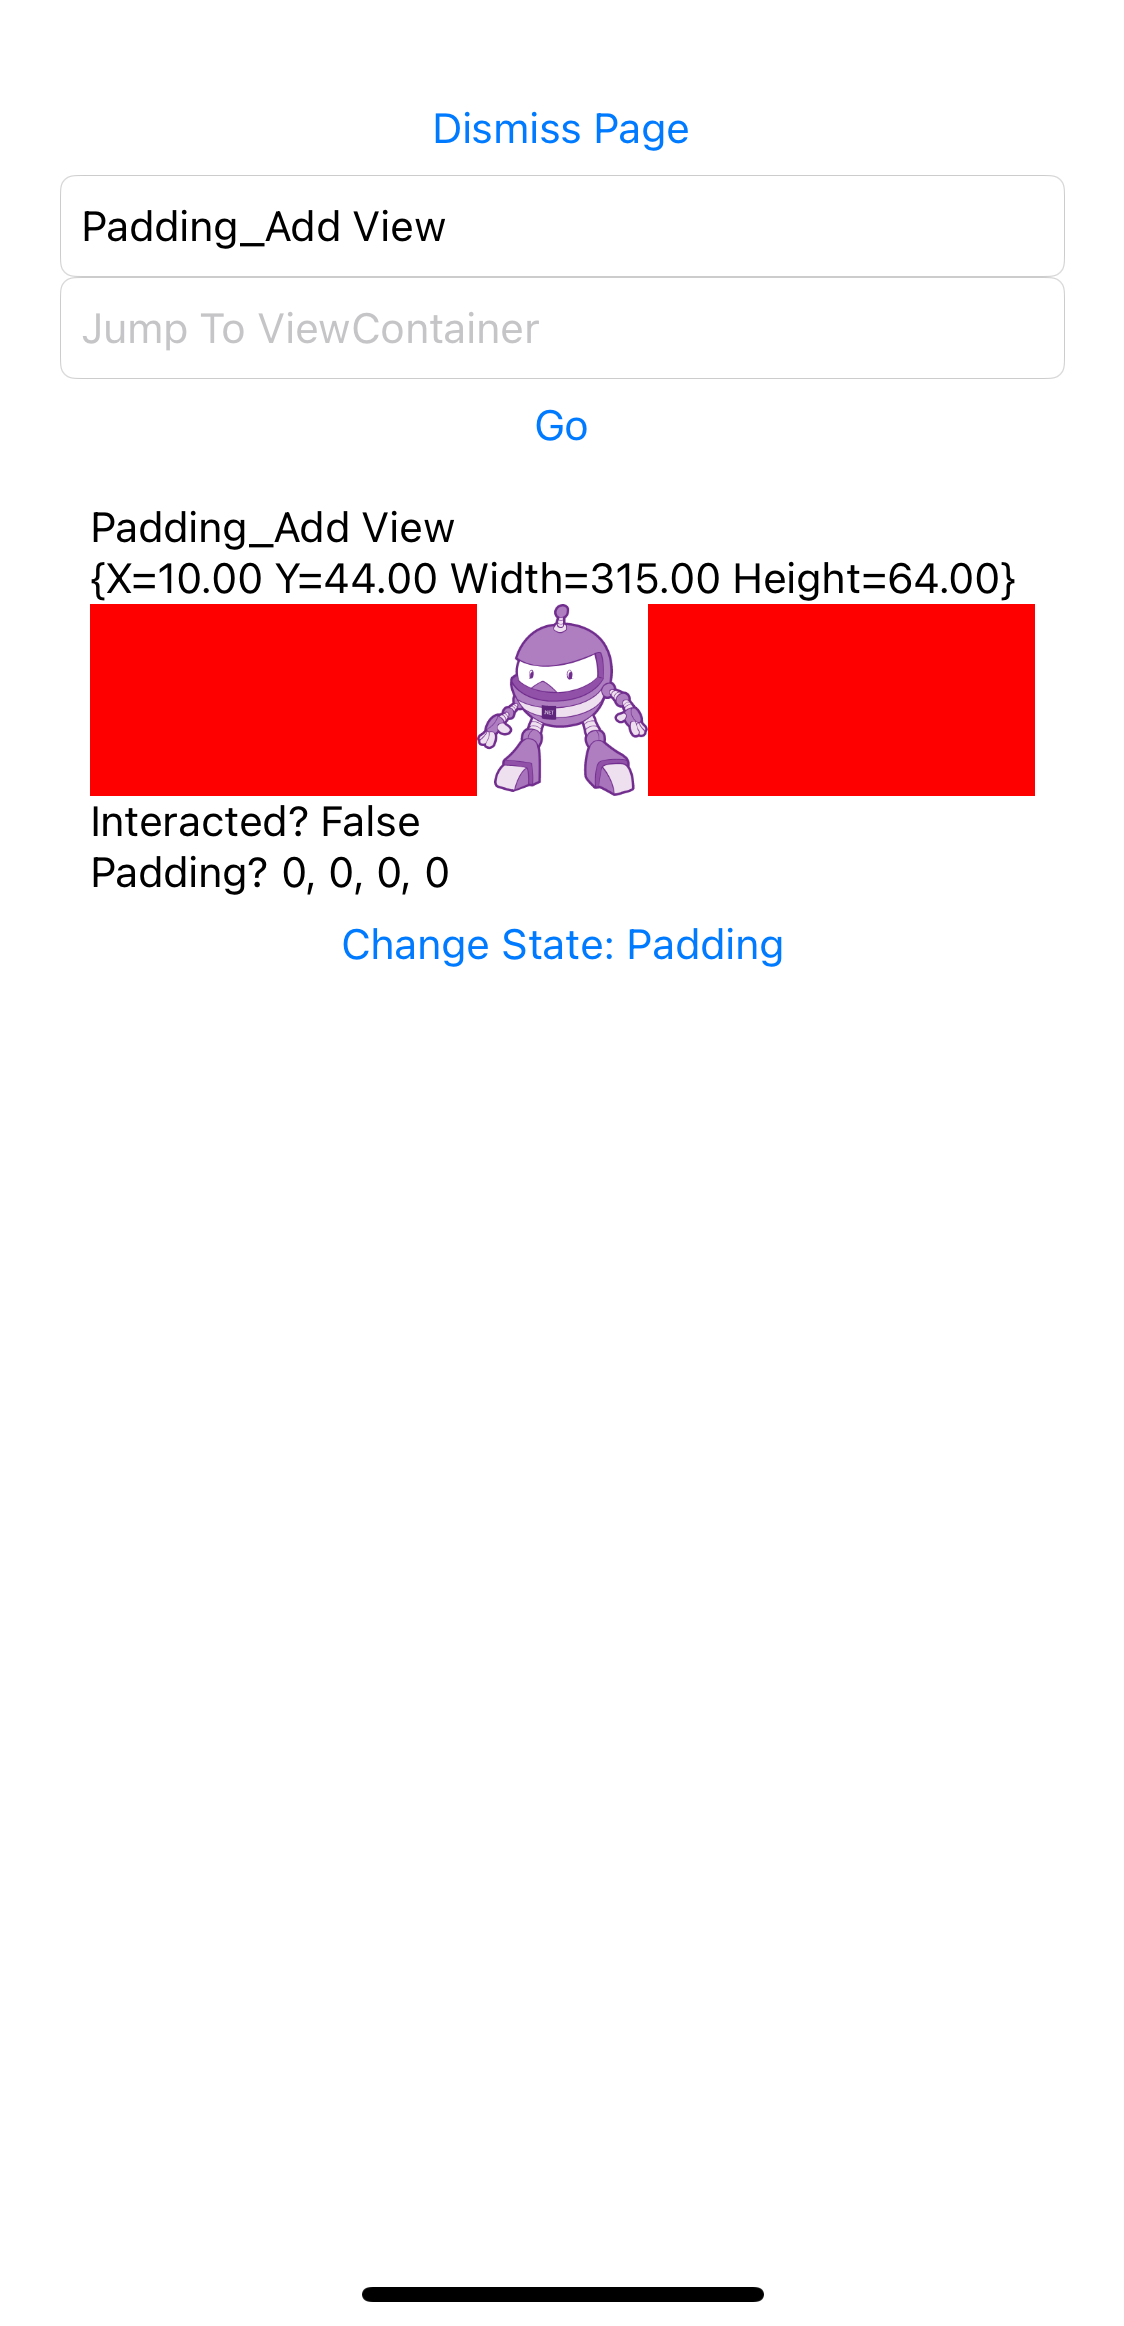 Dismiss Page
Padding_Add View
Jump To ViewContainer
Go
Padding_Add View
{X=10.00 Y=44.00 Width=315.00 Height=64.00}
.NET
Interacted? False
Padding? 0, 0, 0, 0
Change State: Padding